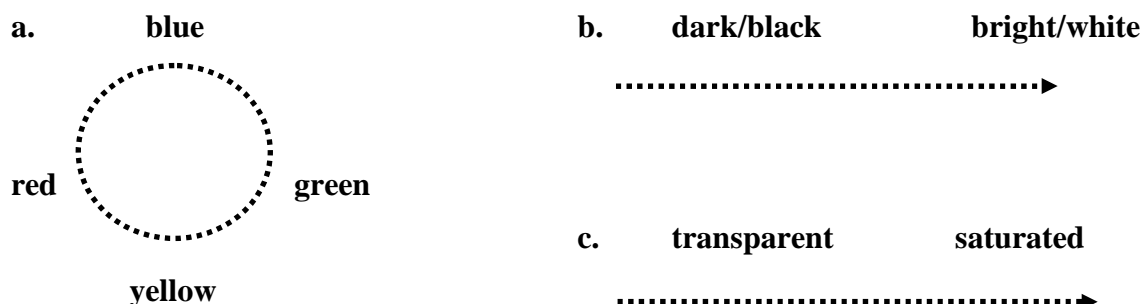 a. blue
red green
yellow
b. dark/black bright/white
c. transparent saturated